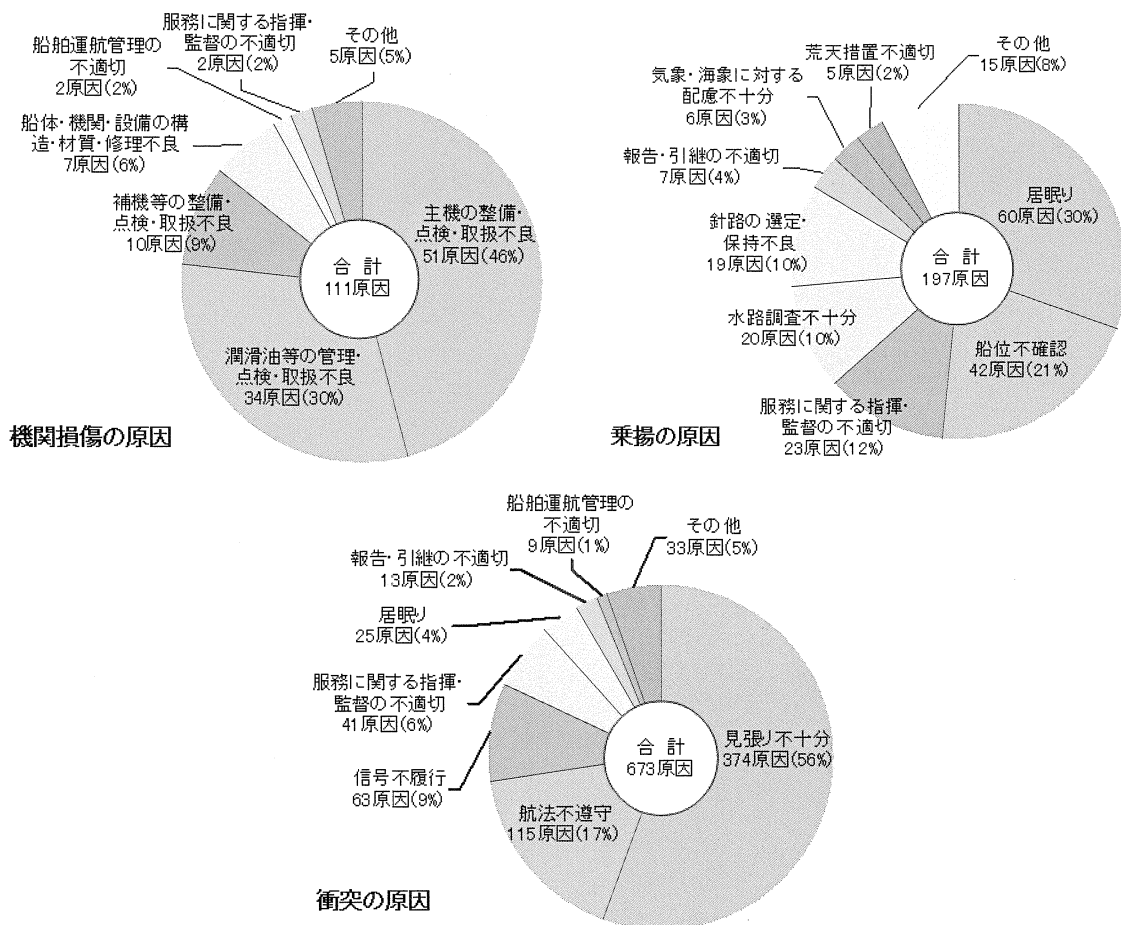 服務に関する指揮・
監督の不適切
2原因(2%)
その他
5原因(5%)
船舶運航管理の
不適切
2原因(2%)
船体・機関・設備の構
造・材質・修理不良
7原因(6%)
補機等の整備・
点検・取扱不良
10原因(9%)
主機の整備・
点検・取扱不良
51原因(46%)
合 計
111原因
潤滑油等の管理・
点検・取扱不良
34原因(30%)
機関損傷の原因
その他
15原因(8%)
荒天措置不適切
5原因(2%)
気象・海象に対する
配慮不十分
6原因(3%)
報告・引継の不適切
7原因(4%)
針路の選定・
保持不良
19原因(10%)
水路調査不十分
20原因(10%)
居眠り
60原因(30%)
合 計
197原因
船位不確認
42原因(21%)
服務に関する指揮・
監督の不適切
23原因(12%)
乗揚の原因
船舶運航管理の
不適切
9原因(1%)
その他
33原因(5%)
報告・引継の不適切
13原因(2%)
居眠り
25原因(4%)
服務に関する指揮・
監督の不適切
41原因(6%)
信号不履行
63原因(9%)
合 計
673原因
見張り不十分
374原因(56%)
航法不遵守
115原因(17%)
衝突の原因